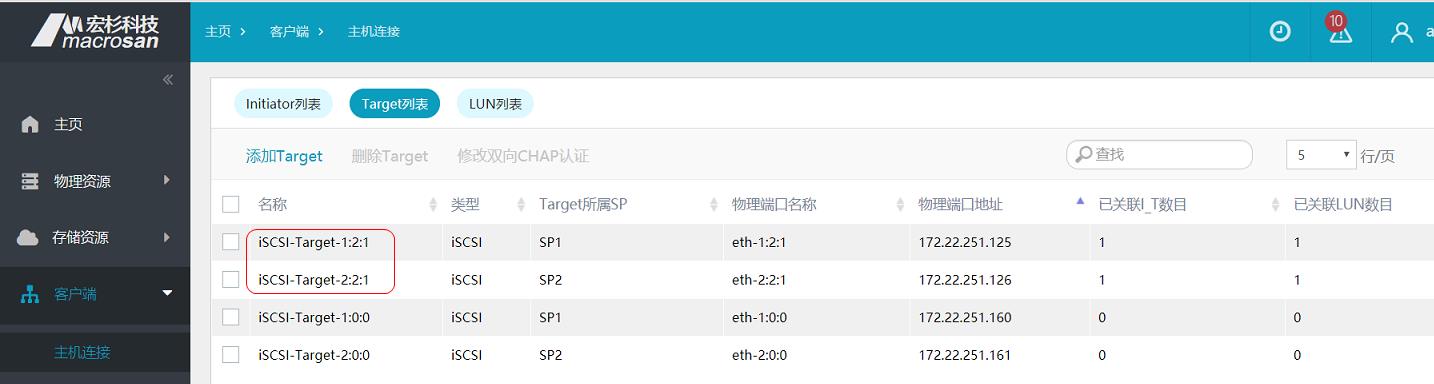 宏杉科技
macrosan
主页
客户端
主机连接
10
a
主页
物理资源
存储资源
客户端
主机连接
Initiator列表 Target列表 LUN列表
添加Target 删除Target 修改双向CHAP认证 查找 5 行/页
名称 类型 Target所属SP 物理端口名称 物理端口地址 已关联I_T数目 已关联LUN数目
iSCSI-Target-1:2:1 iSCSI SP1 eth-1:2:1 172.22.251.125 1 1
iSCSI-Target-2:2:1 iSCSI SP2 eth-2:2:1 172.22.251.126 1 1
iSCSI-Target-1:0:0 iSCSI SP1 eth-1:0:0 172.22.251.160 0 0
iSCSI-Target-2:0:0 iSCSI SP2 eth-2:0:0 172.22.251.161 0 0